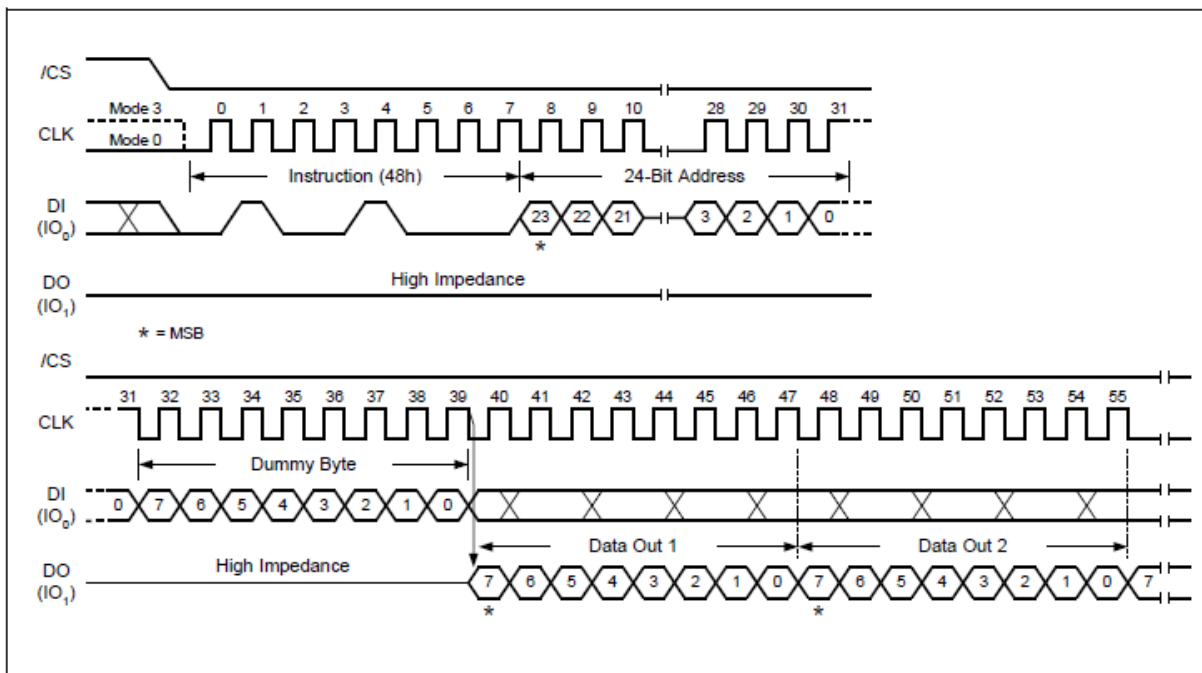 /CS
Mode 3 0 1 2 3 4 5 6 7 8 9 10 28 29 30 31
CLK
Mode 0
Instruction (48h) 24-Bit Address
DI
(IO0) 23 22 21 3 2 1 0
*
DO High Impedance
(IO1)
* = MSB
/CS
31 32 33 34 35 36 37 38 39 40 41 42 43 44 45 46 47 48 49 50 51 52 53 54 55
CLK
Dummy Byte
DI
(IO0) 0 7 6 5 4 3 2 1 0
Data Out 1 Data Out 2
DO High Impedance
(IO1) 7 6 5 4 3 2 1 0 7 6 5 4 3 2 1 0 7
* *